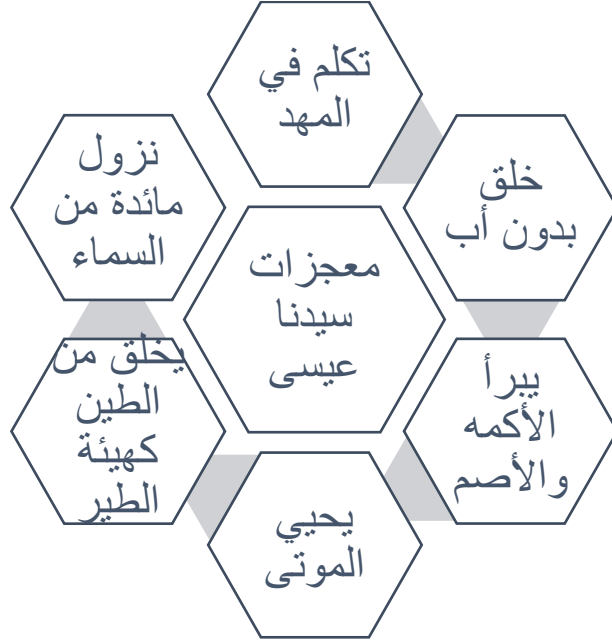 تكلم في
المهد
خلق
بدون أب
يبرأ
الأكمه
والأصم
يحيي
الموتى
يخلق من
الطين
كهيئة
الطير
نزول
مائدة من
السماء
معجزات
سيدنا
عيسى